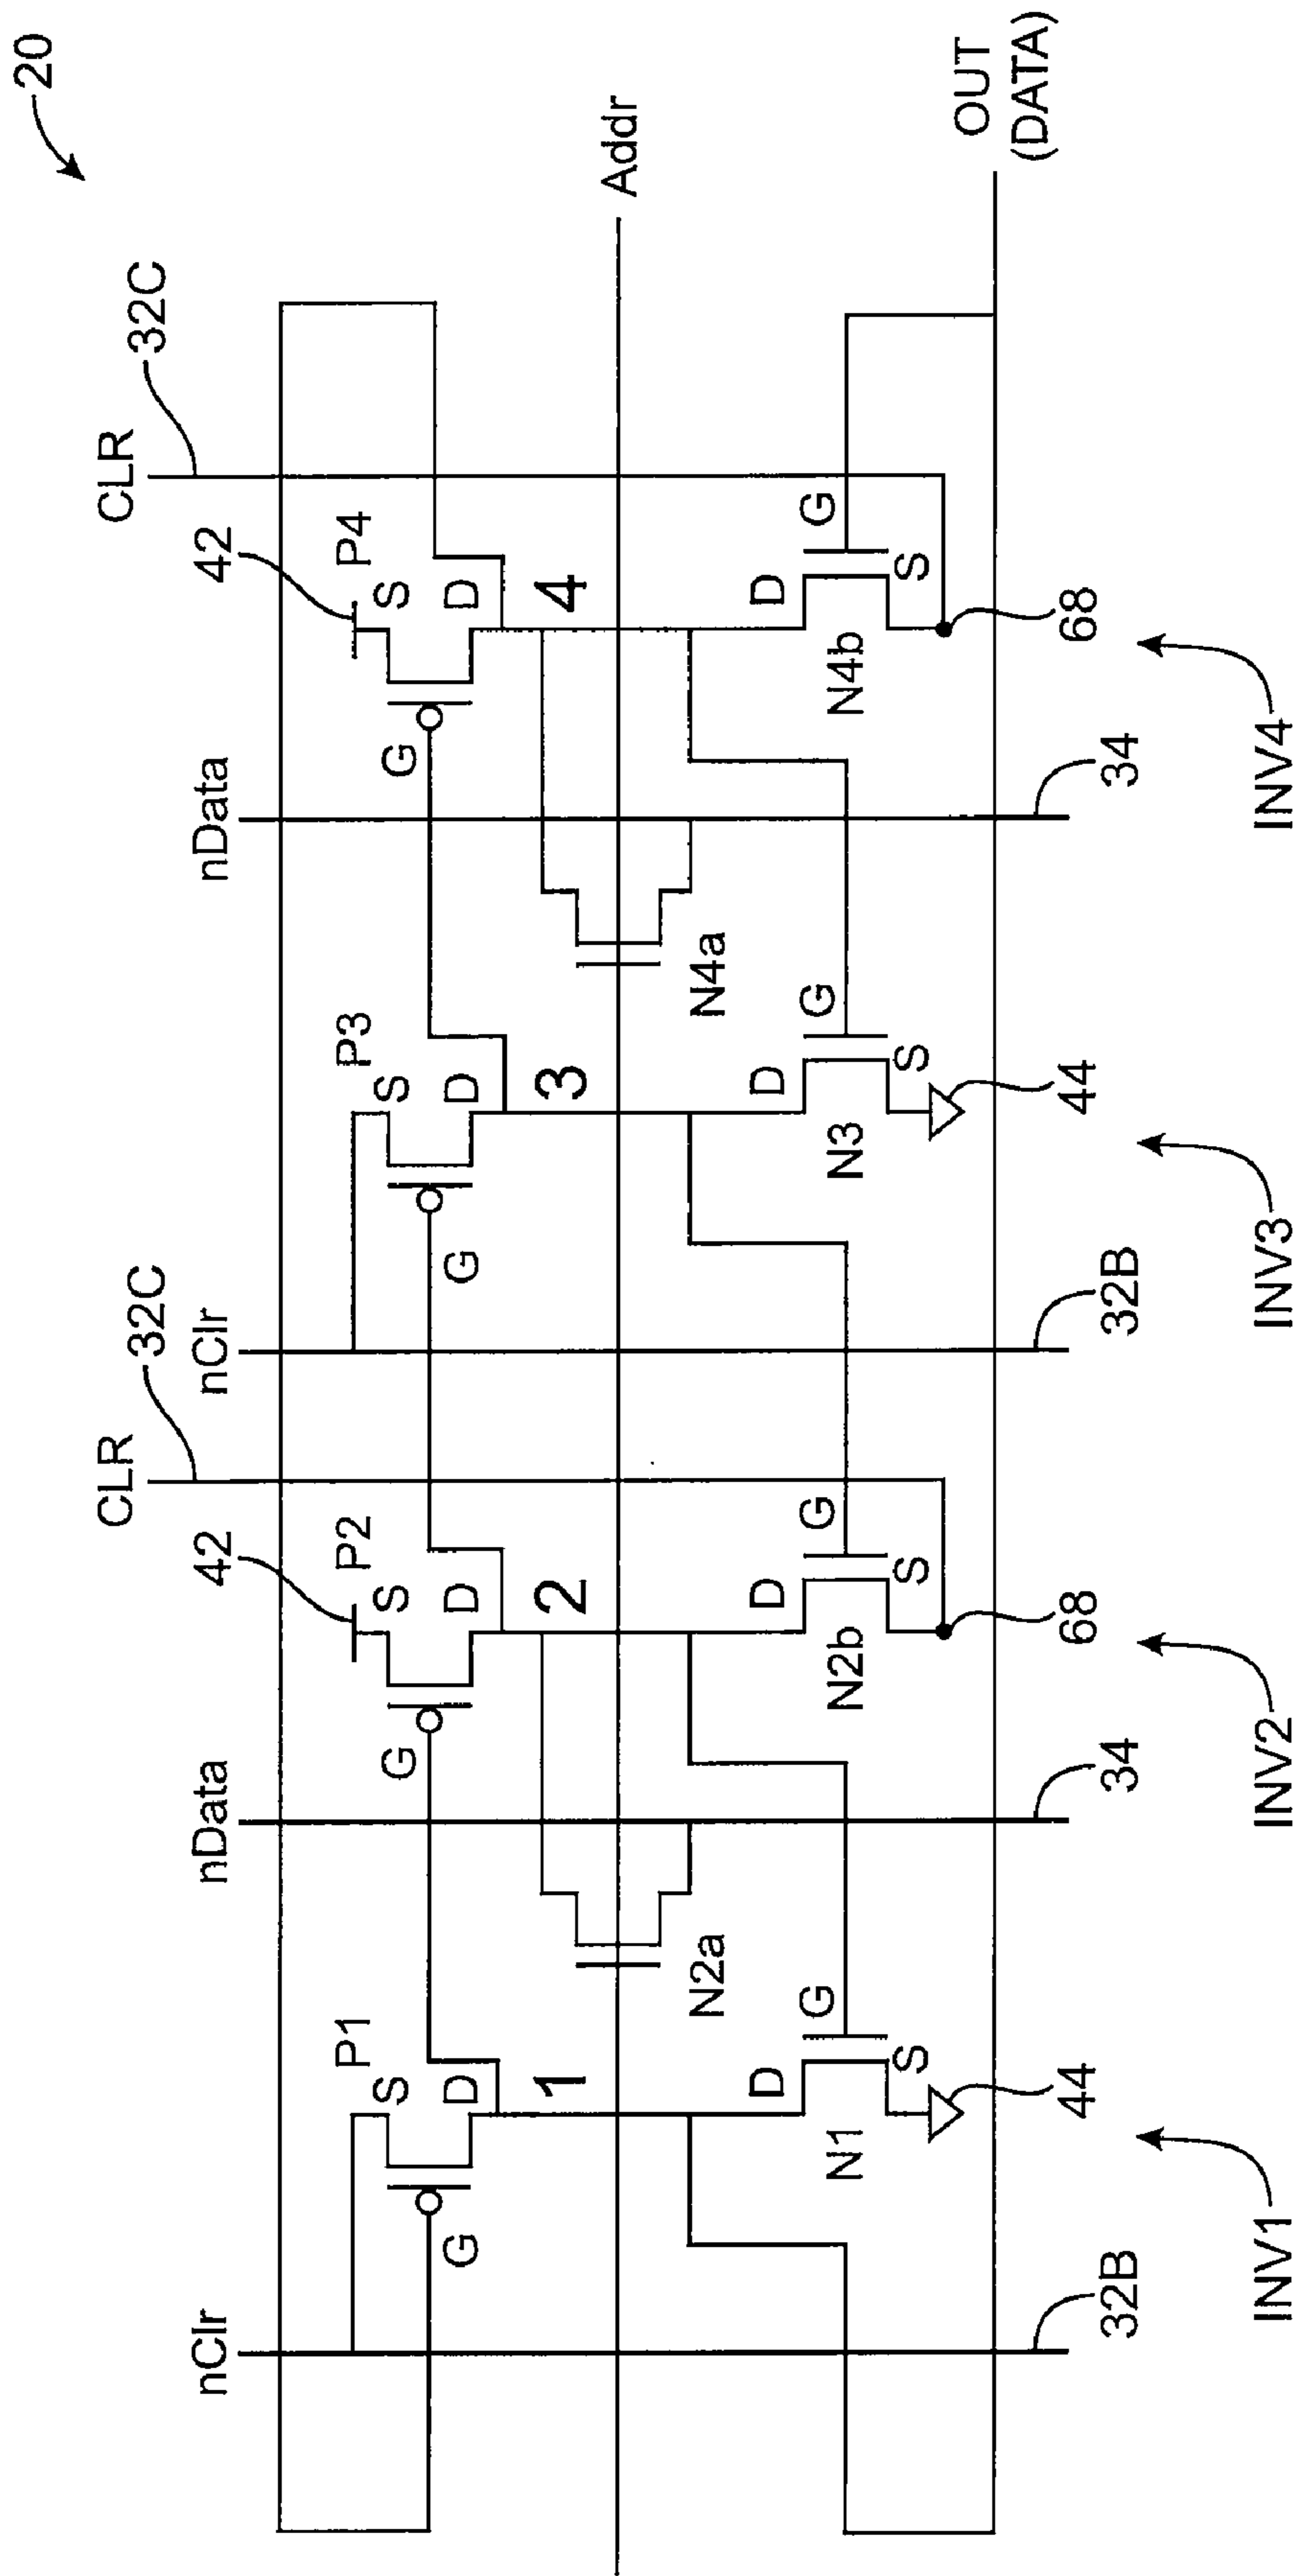 20
CLR
32C
CLR
32C
nClr
nData
42
nClr
nData
42
P1
P2
P3
P4
S
S
S
S
G
D
G
D
G
D
G
D
1
2
3
4
Addr
N2a
N4a
D
G
D
G
D
G
D
G
N1
S
N2b
S
N3
S
N4b
S
OUT
(DATA)
32B
44
34
68
32B
44
34
68
INV1
INV2
INV3
INV4